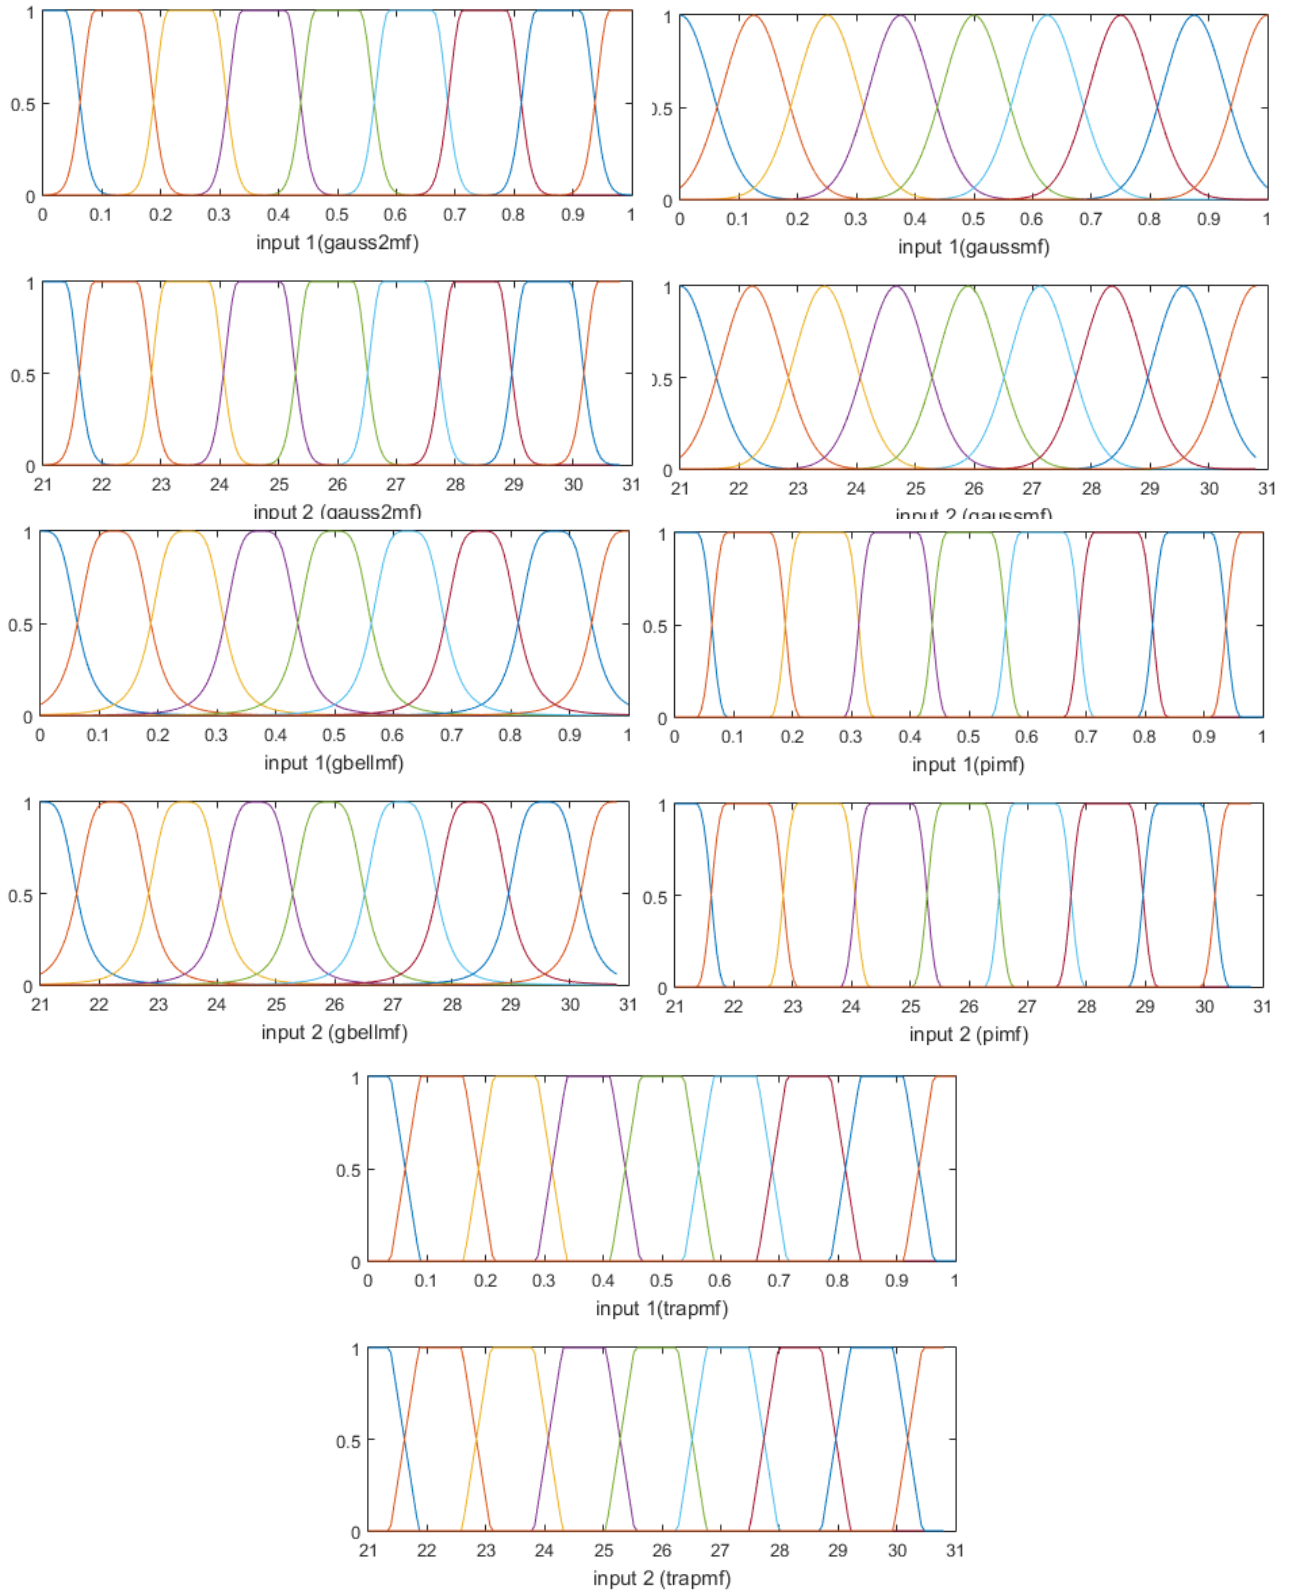 1
0.5
0
0 0.1 0.2 0.3 0.4 0.5 0.6 0.7 0.8 0.9 1
input 1(gauss2mf)
1
0.5
0
0 0.1 0.2 0.3 0.4 0.5 0.6 0.7 0.8 0.9 1
input 1(gaussmf)
1
0.5
0
21 22 23 24 25 26 27 28 29 30 31
input 2 (gauss2mf)
1
0.5
0
21 22 23 24 25 26 27 28 29 30 31
input 2 (gaussmf)
1
0.5
0
0 0.1 0.2 0.3 0.4 0.5 0.6 0.7 0.8 0.9 1
input 1(gbellmf)
1
0.5
0
0 0.1 0.2 0.3 0.4 0.5 0.6 0.7 0.8 0.9 1
input 1(pimf)
1
0.5
0
21 22 23 24 25 26 27 28 29 30 31
input 2 (gbellmf)
1
0.5
0
21 22 23 24 25 26 27 28 29 30 31
input 2 (pimf)
1
0.5
0
0 0.1 0.2 0.3 0.4 0.5 0.6 0.7 0.8 0.9 1
input 1(trapmf)
1
0.5
0
21 22 23 24 25 26 27 28 29 30 31
input 2 (trapmf)